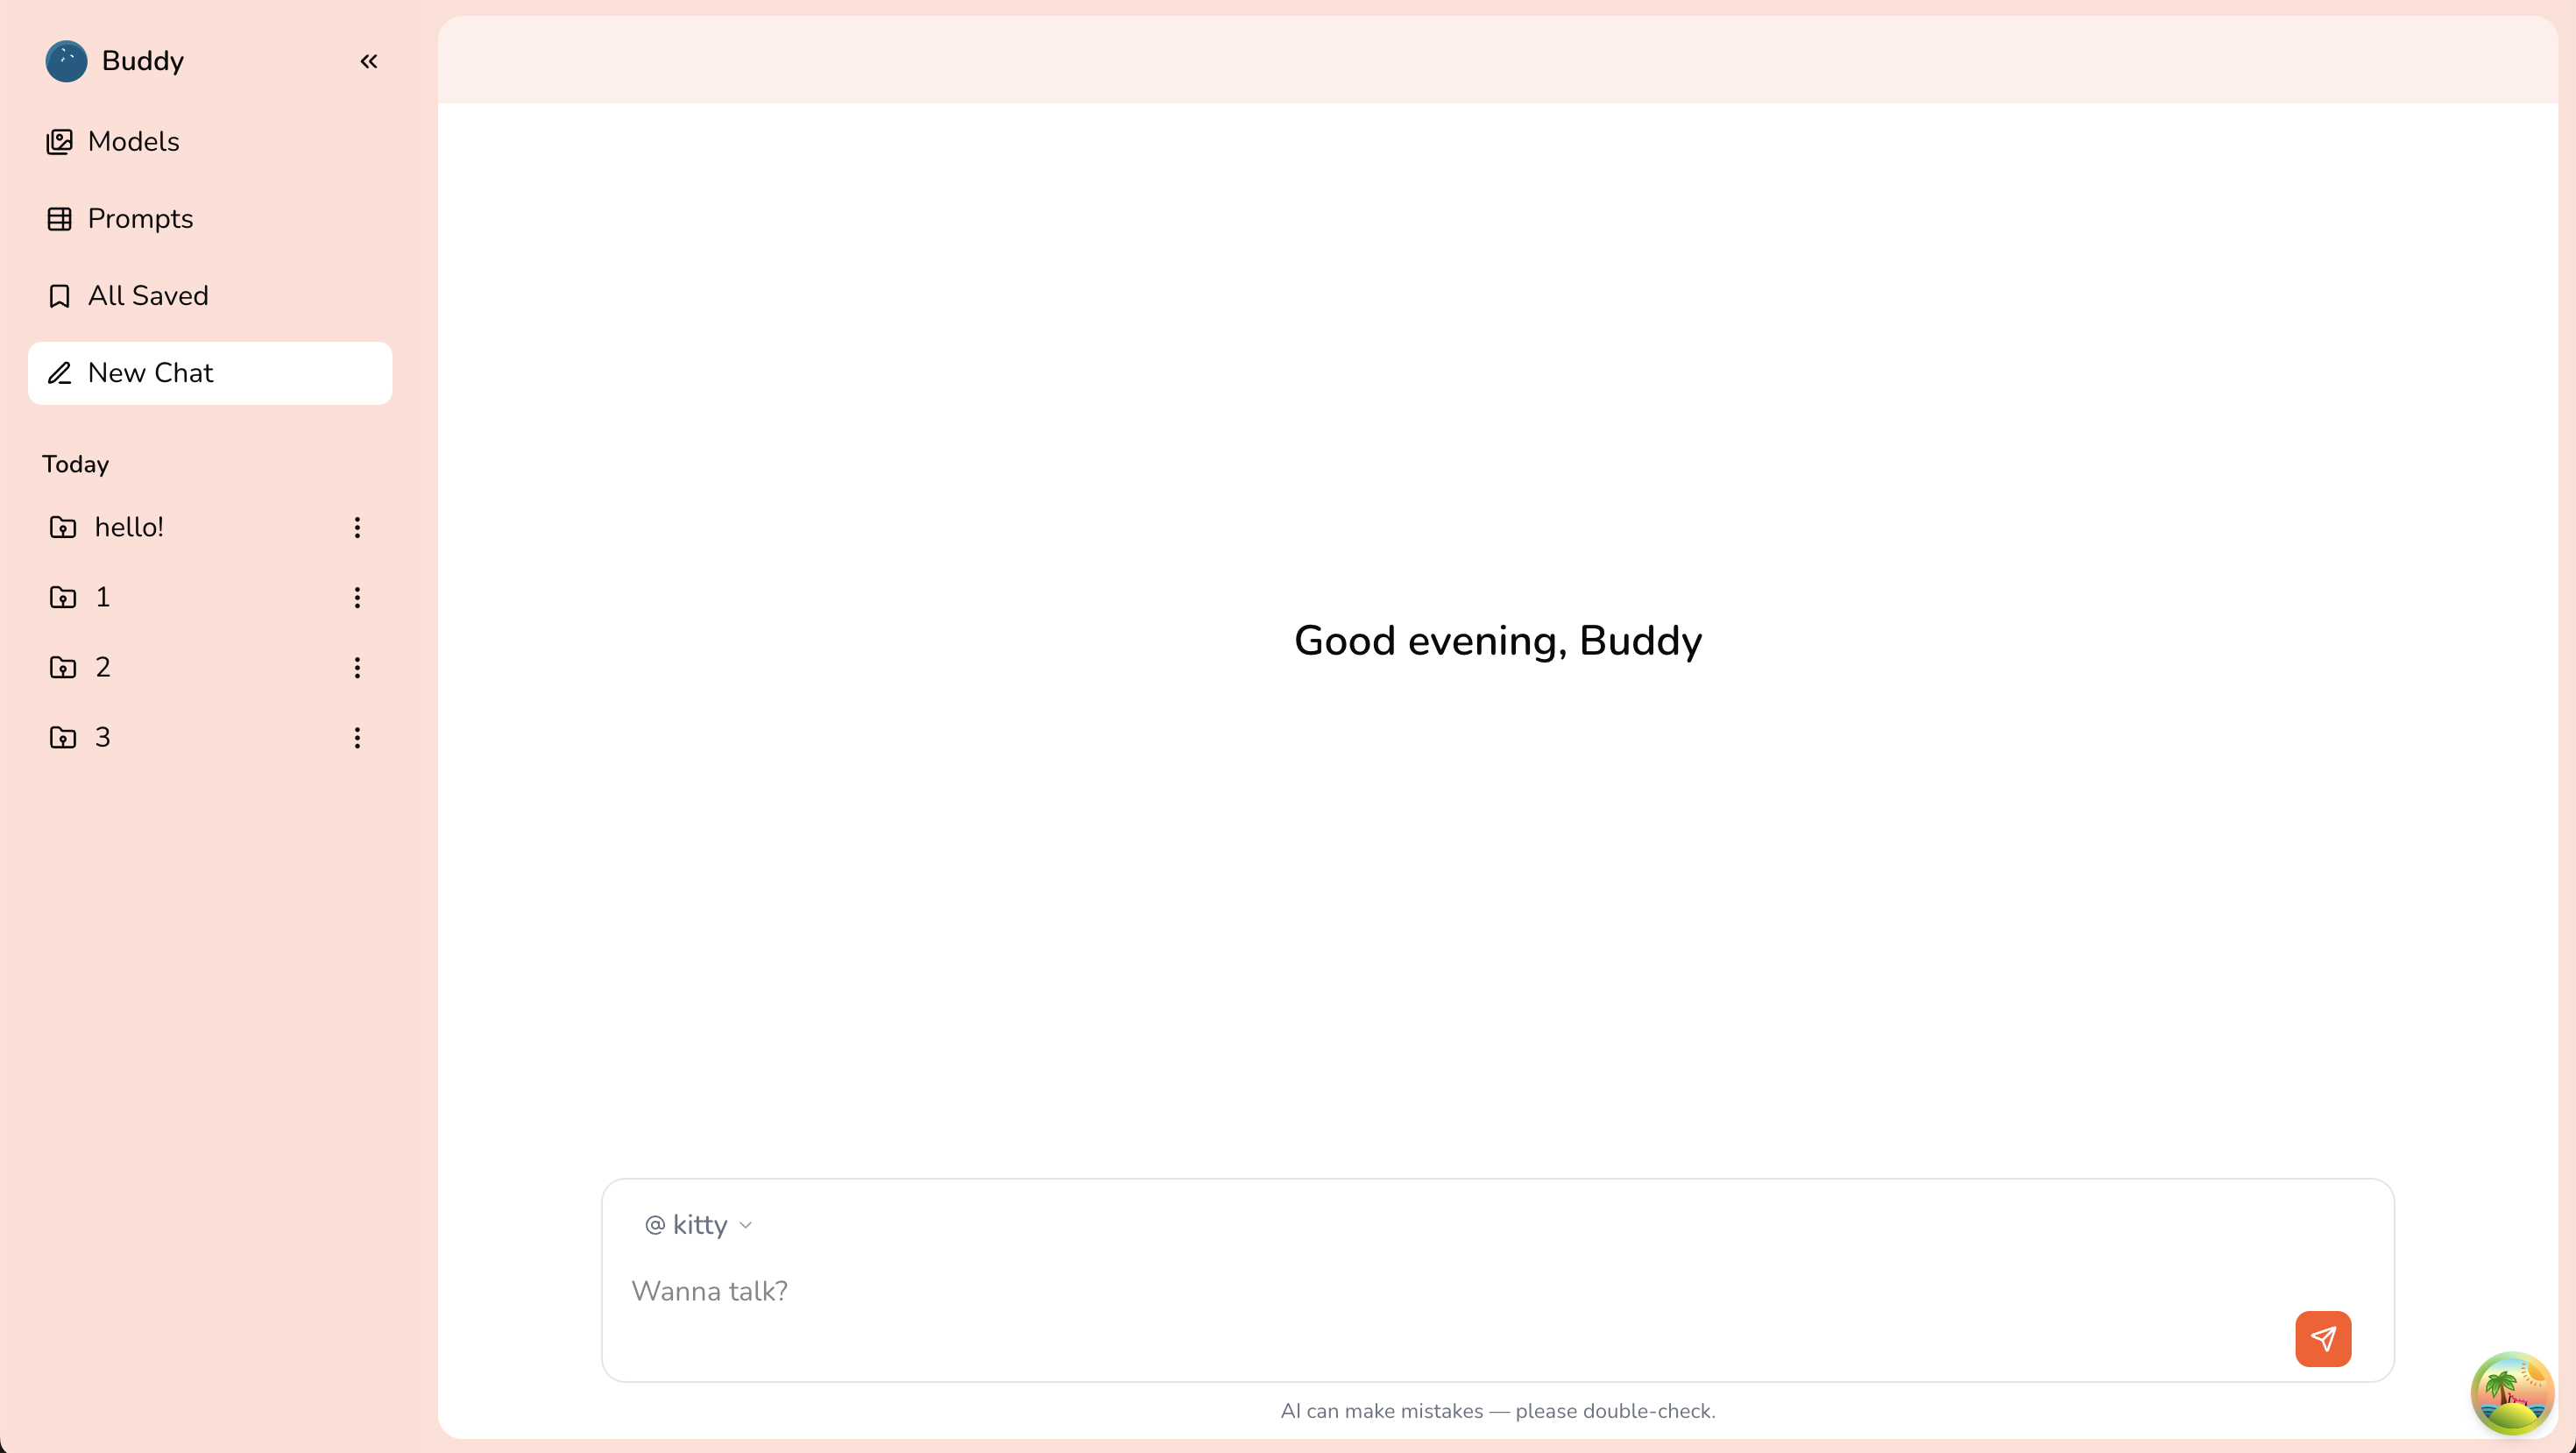 Buddy
Models
Prompts
All Saved
New Chat
Today
hello!
1
2
3
Good evening, Buddy
@ kitty
Wanna talk?
AI can make mistakes — please double-check.